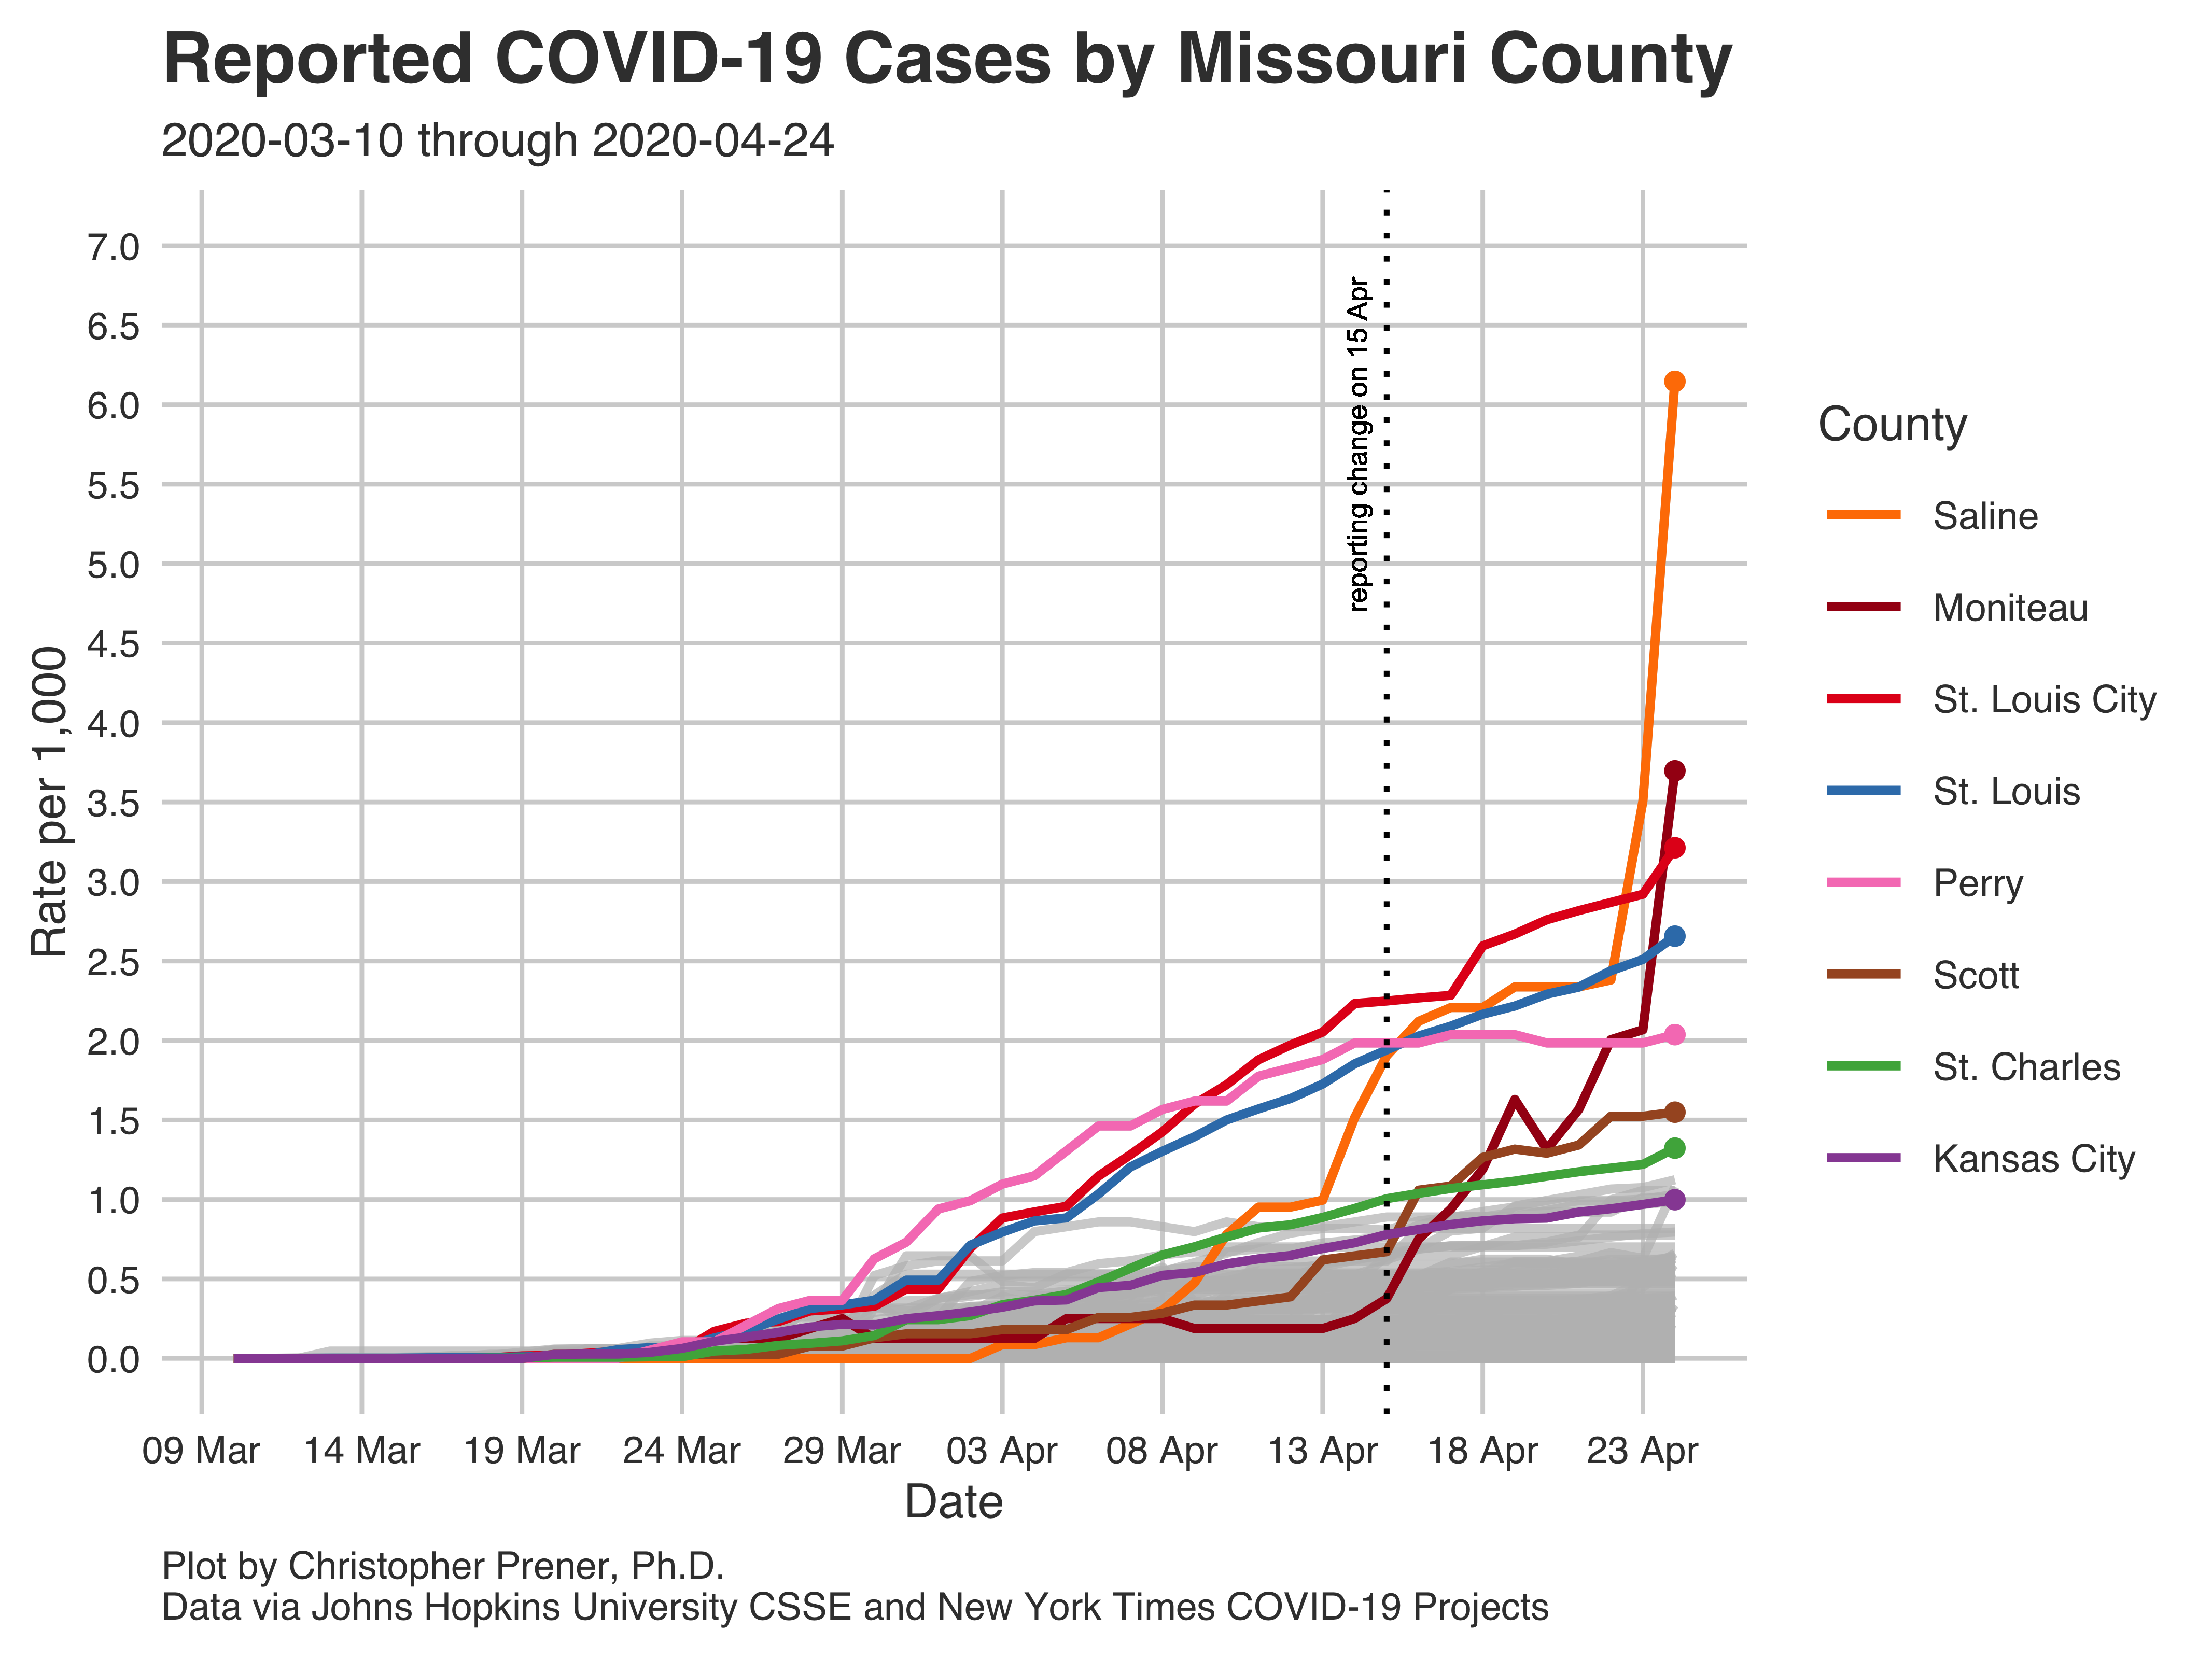 Reported COVID-19 Cases by Missouri County
2020-03-10 through 2020-04-24
Rate per 1,000
7.0
6.5
6.0
5.5
5.0
4.5
4.0
3.5
3.0
2.5
2.0
1.5
1.0
0.5
0.0
reporting change on 15 Apr
09 Mar 14 Mar 19 Mar 24 Mar 29 Mar 03 Apr 08 Apr 13 Apr 18 Apr 23 Apr
Date
County
Saline
Moniteau
St. Louis City
St. Louis
Perry
Scott
St. Charles
Kansas City
Plot by Christopher Prener, Ph.D.
Data via Johns Hopkins University CSSE and New York Times COVID-19 Projects